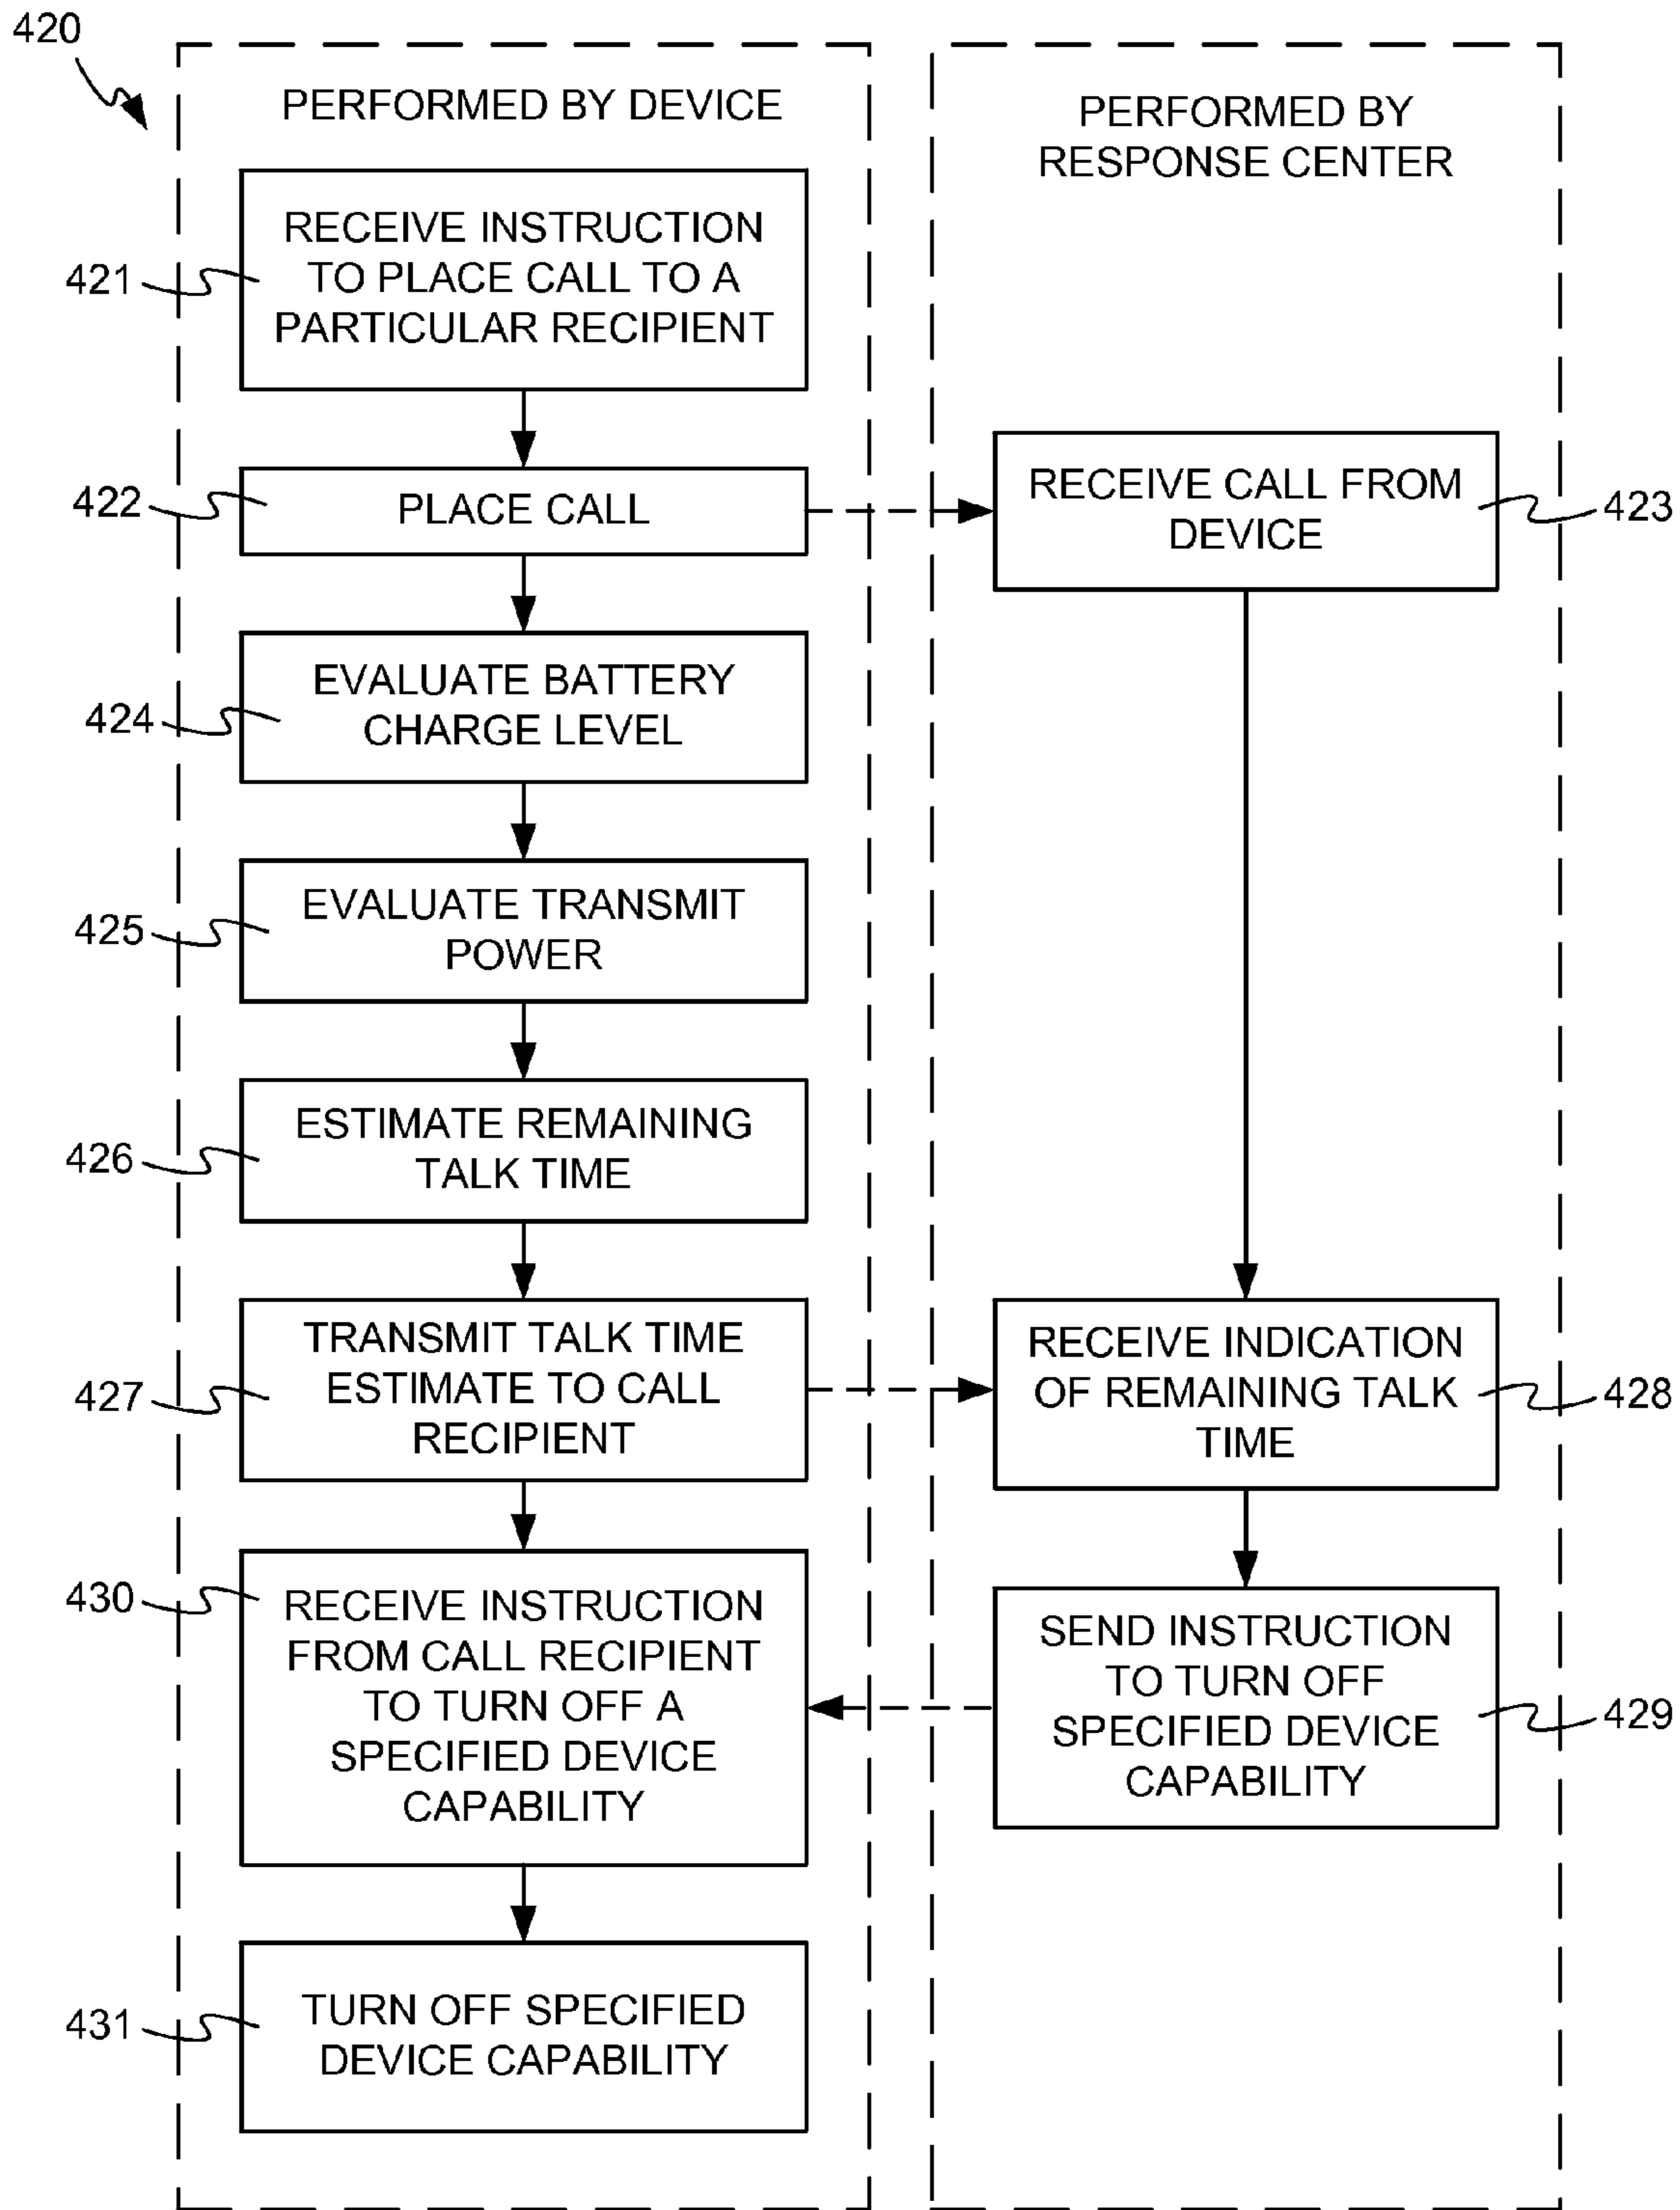 420
PERFORMED BY DEVICE
PERFORMED BY
RESPONSE CENTER
421
RECEIVE INSTRUCTION
TO PLACE CALL TO A
PARTICULAR RECIPIENT
422
PLACE CALL
RECEIVE CALL FROM
DEVICE
423
424
EVALUATE BATTERY
CHARGE LEVEL
425
EVALUATE TRANSMIT
POWER
426
ESTIMATE REMAINING
TALK TIME
427
TRANSMIT TALK TIME
ESTIMATE TO CALL
RECIPIENT
RECEIVE INDICATION
OF REMAINING TALK
TIME
428
430
RECEIVE INSTRUCTION
FROM CALL RECIPIENT
TO TURN OFF A
SPECIFIED DEVICE
CAPABILITY
SEND INSTRUCTION
TO TURN OFF
SPECIFIED DEVICE
CAPABILITY
429
431
TURN OFF SPECIFIED
DEVICE CAPABILITY